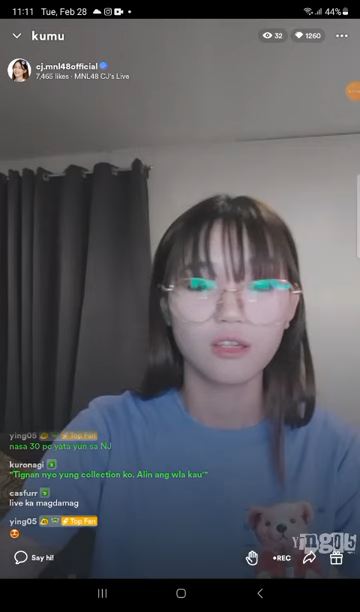 11:11 Tue, Feb 28
44%
kumu
32
1260
cj.mnl48official
7,465 likes · MNL48 CJ's Live
ying05 Top Fan
nasa 30 pc yata yun sa NJ
kuronagi
"Tignan nyo yung collection ko. Alin ang wla kau"
casfurr
live ka magdamag
ying05 Top Fan
Say hi!
•REC
Ying05